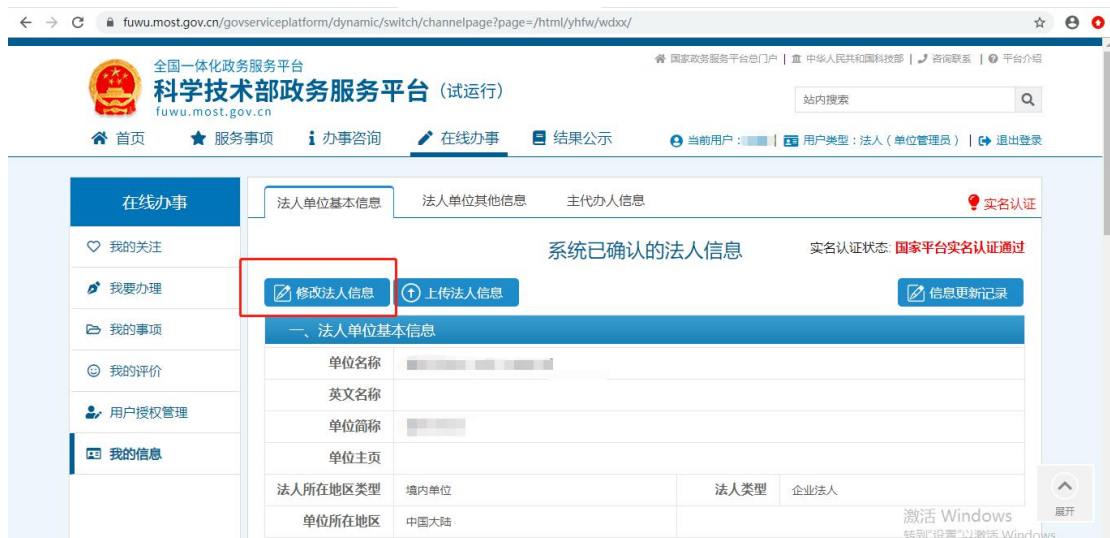 fuwu.most.gov.cn/govserviceplatform/dynamic/switch/channelpage?page=/html/yhfw/wdxx/
国家政务服务平台总门户 | 中华人民共和国科技部 | 咨询联系 | 平台介绍
全国一体化政务服务平台
科学技术部政务服务平台（试运行）
fuwu.most.gov.cn
站内搜索
首页 服务事项 办事咨询 在线办事 结果公示 当前用户： | 用户类型：法人（单位管理员） | 退出登录
在线办事 法人单位基本信息 法人单位其他信息 主代办人信息 实名认证
我的关注 系统已确认的法人信息 实名认证状态: 国家平台实名认证通过
我要办理 修改法人信息 上传法人信息 信息更新记录
我的事项 一、法人单位基本信息
单位名称
我的评价
英文名称
用户授权管理
单位简称
我的信息 单位主页
法人所在地区类型 境内单位 法人类型 企业法人
单位所在地区 中国大陆
展开
激活 Windows
转到"设置"以激活 Windows